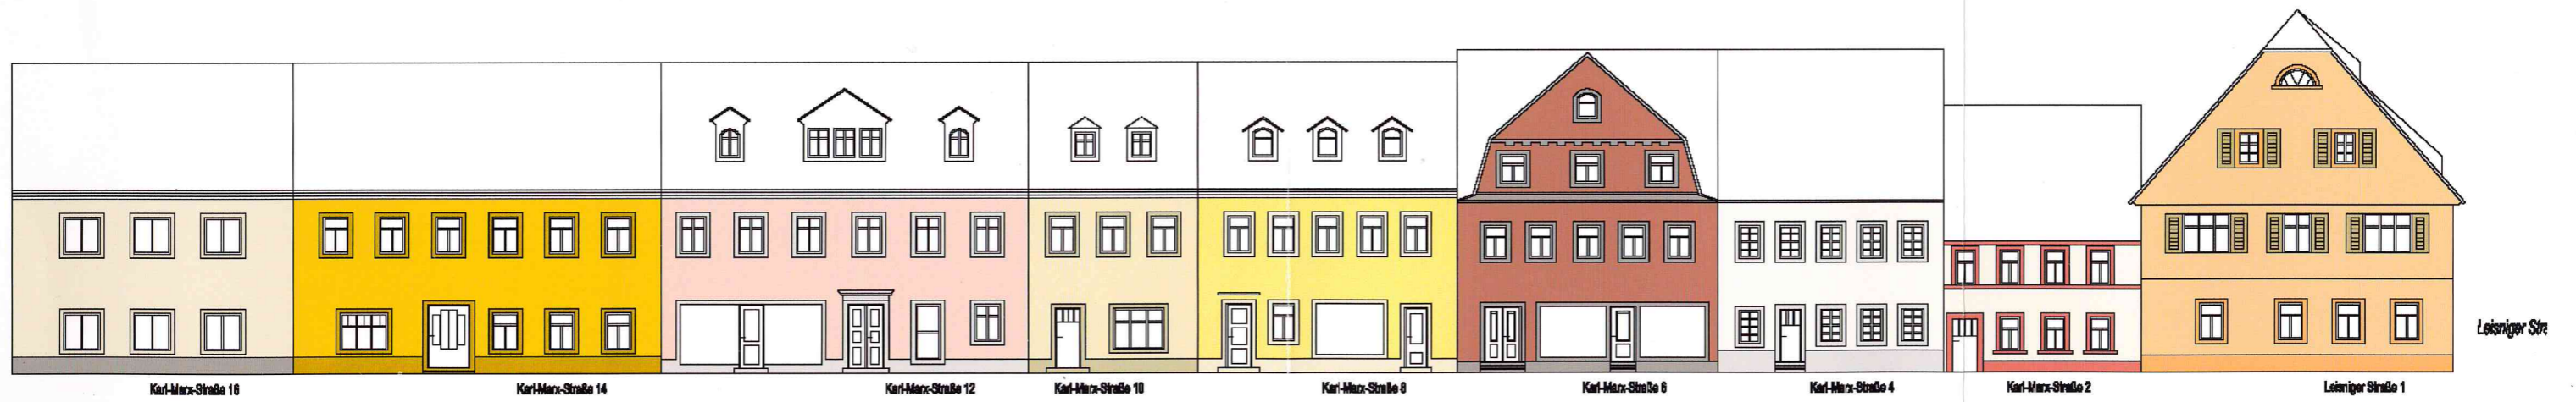 Karl-Marx-Straße 16
Karl-Marx-Straße 14
Karl-Marx-Straße 12
Karl-Marx-Straße 10
Karl-Marx-Straße 8
Karl-Marx-Straße 6
Karl-Marx-Straße 4
Karl-Marx-Straße 2
Leisniger Straße 1
Leisniger Stra